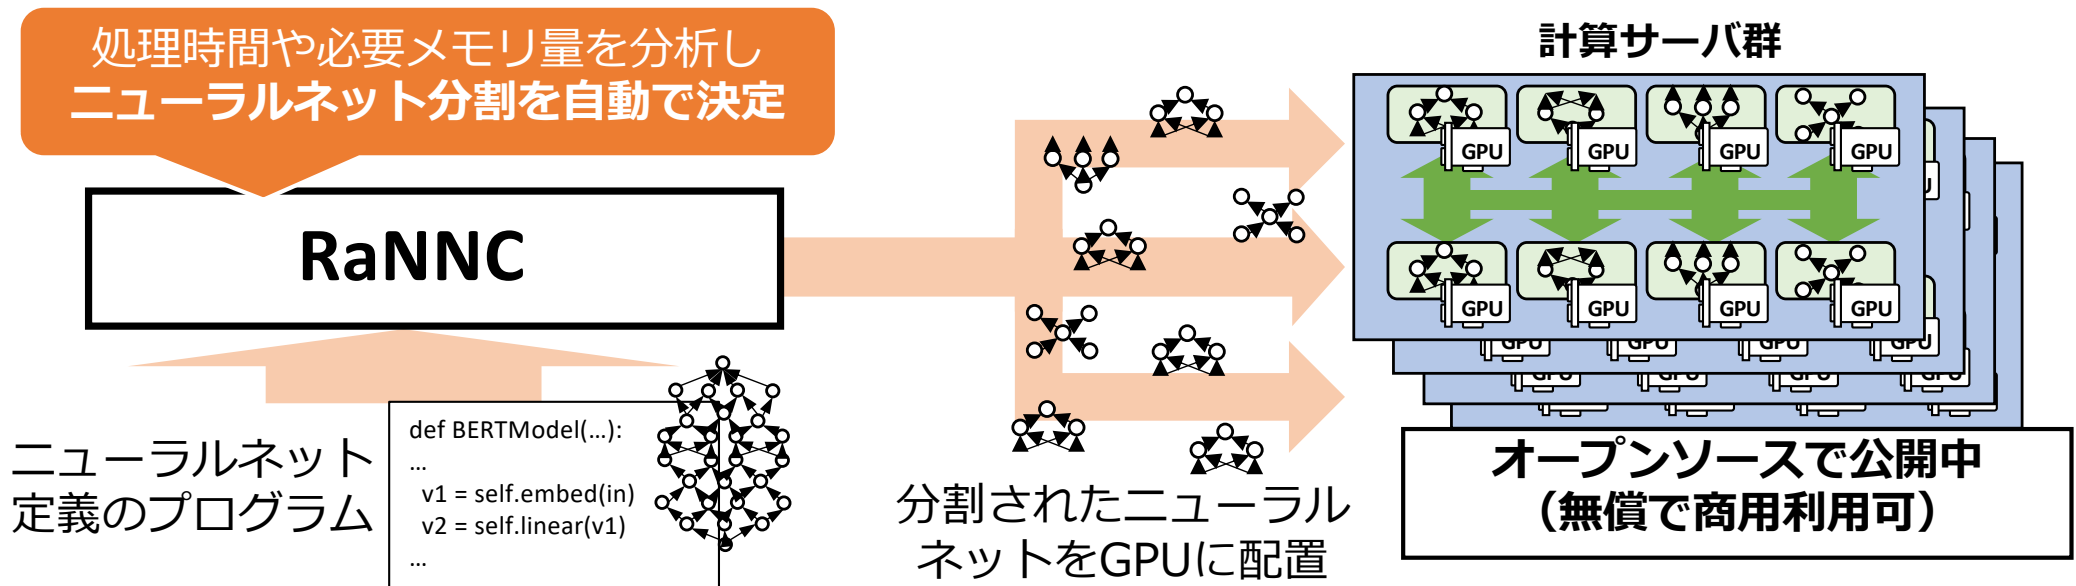 処理時間や必要メモリ量を分析し
ニューラルネット分割を自動で決定
RaNNC
ニューラルネット
定義のプログラム
def BERTModel(…):
…
v1 = self.embed(in)
v2 = self.linear(v1)
…
分割されたニューラル
ネットをGPUに配置
計算サーバ群
GPU GPU GPU GPU
GPU GPU GPU GPU
GPU GPU GPU GPU
オープンソースで公開中
（無償で商用利用可）